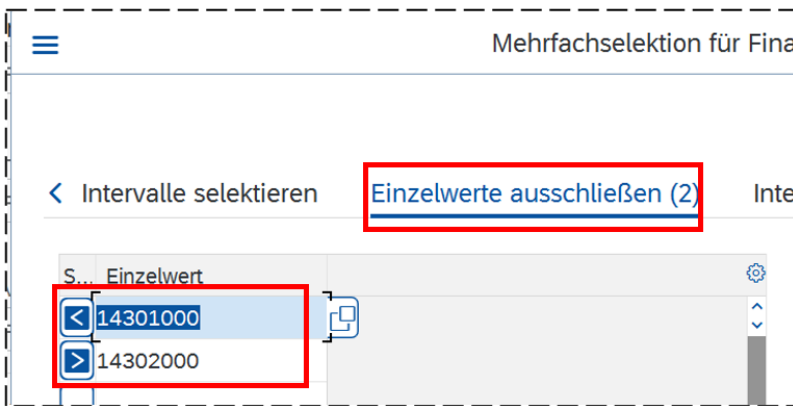 Mehrfachselektion für Fina
Intervalle selektieren Einzelwerte ausschließen (2) Inte
S... Einzelwert
< 14301000
> 14302000